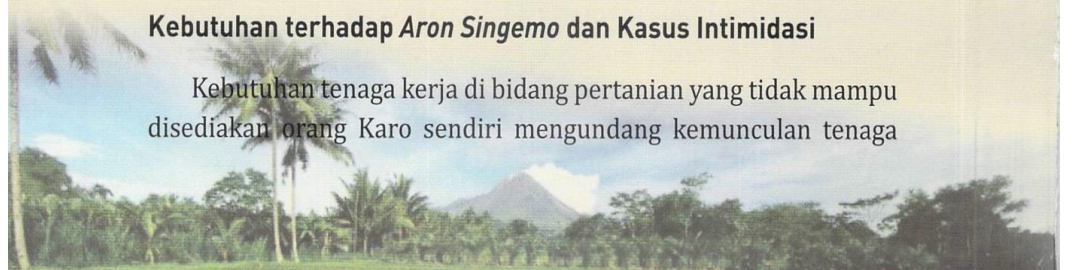 Kebutuhan terhadap Aron Singemo dan Kasus Intimidasi
Kebutuhan tenaga kerja di bidang pertanian yang tidak mampu
disediakan orang Karo sendiri mengundang kemunculan tenaga